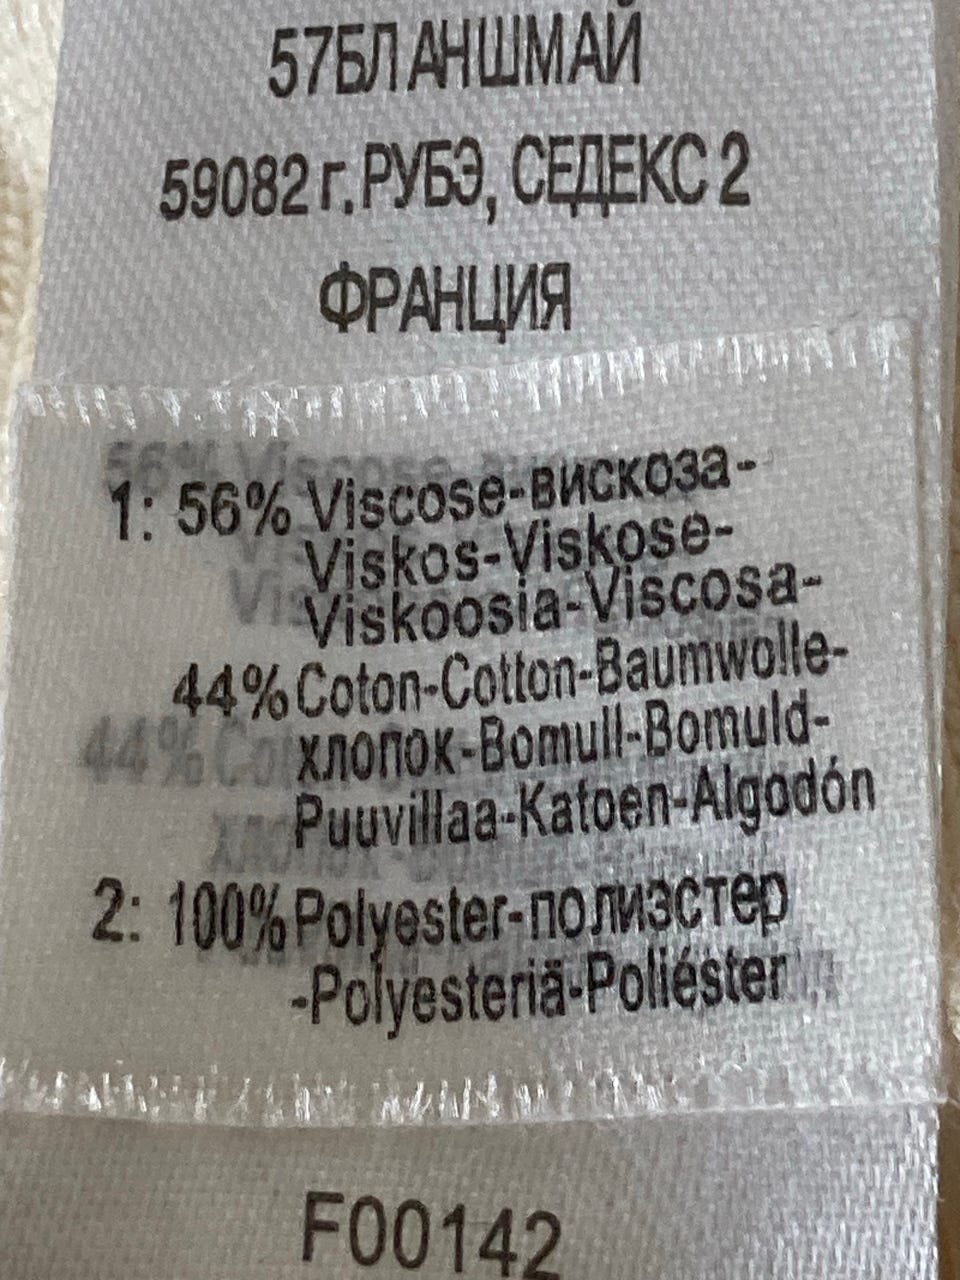 57БЛАНШМАЙ
59082 г. РУБЭ, СЕДЕКС 2
ФРАНЦИЯ
1: 56% Viscose-вискоза-
Viskos-Viskose-
Viskoosia-Viscosa-
44% Coton-Cotton-Baumwolle-
хлопок-Bomull-Bomuld-
Puuvillaa-Katoen-Algodón
2: 100% Polyester-полиэстер
-Polyesteriä-Poliéster
F00142